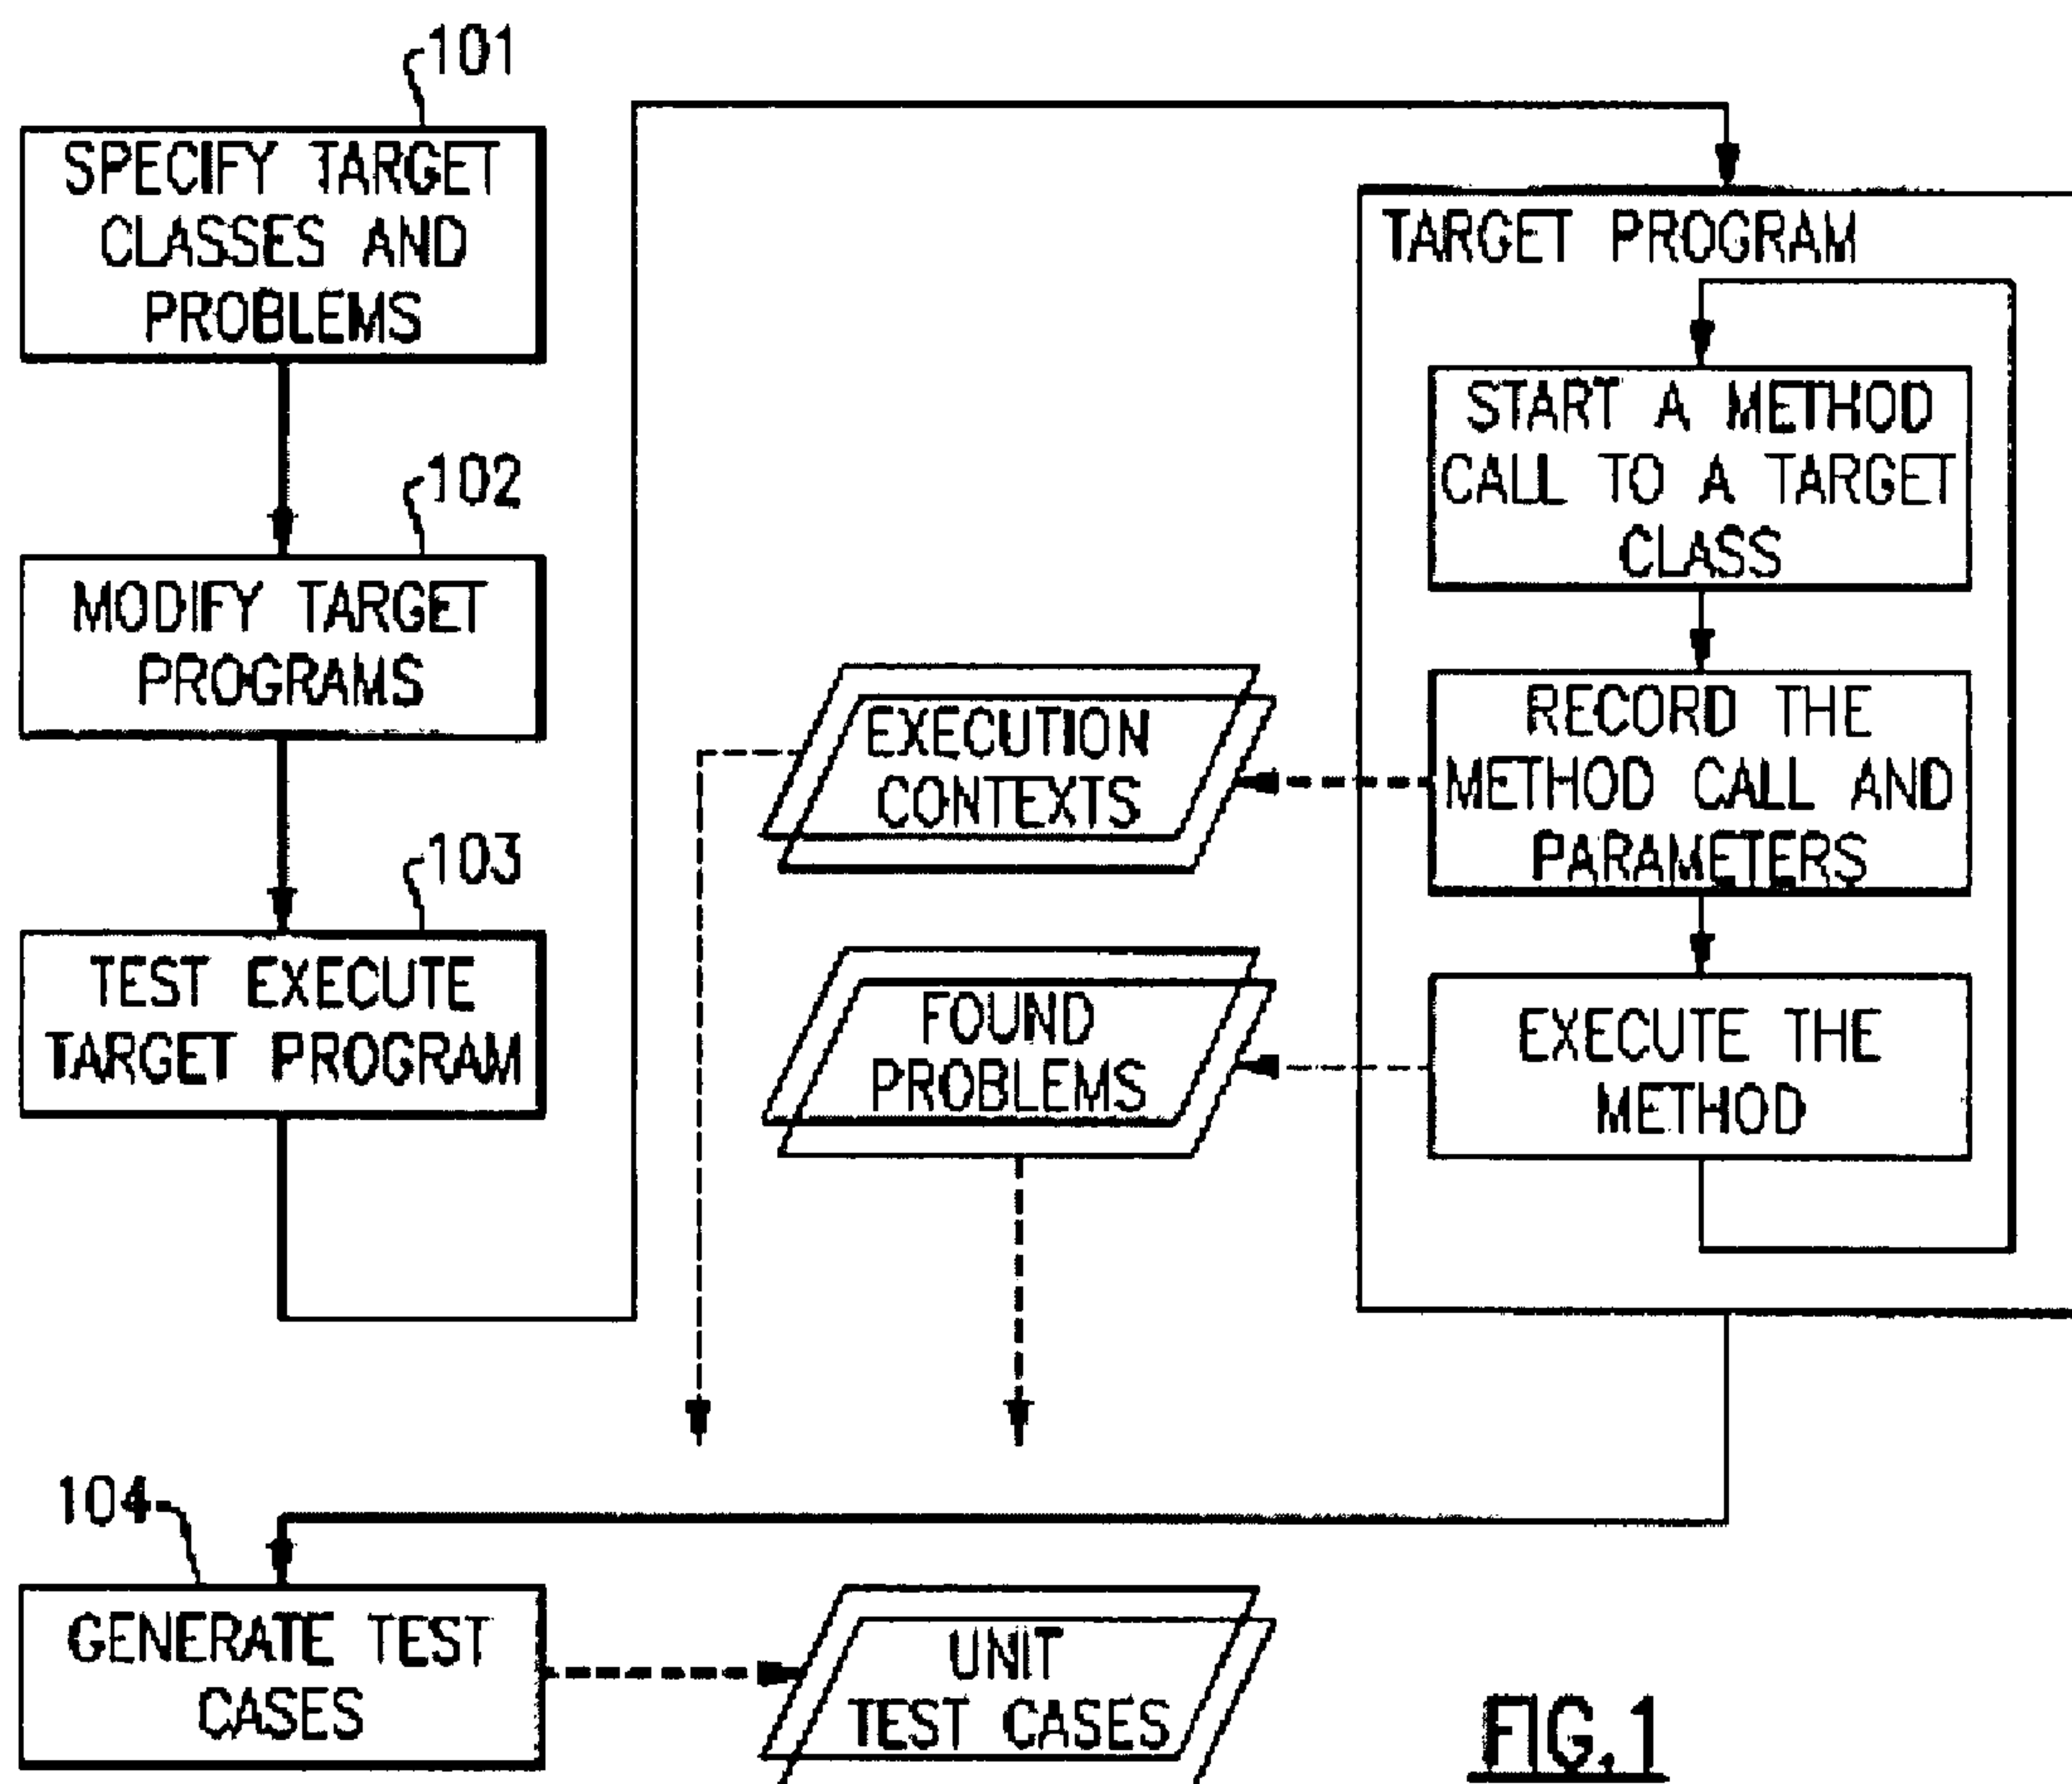 101
SPECIFY TARGET
CLASSES AND
PROBLEMS
102
MODIFY TARGET
PROGRAMS
103
TEST EXECUTE
TARGET PROGRAM
TARGET PROGRAM
START A METHOD
CALL TO A TARGET
CLASS
RECORD THE
METHOD CALL AND
PARAMETERS
EXECUTE THE
METHOD
EXECUTION
CONTEXTS
FOUND
PROBLEMS
104
GENERATE TEST
CASES
UNIT
TEST CASES
FIG.1